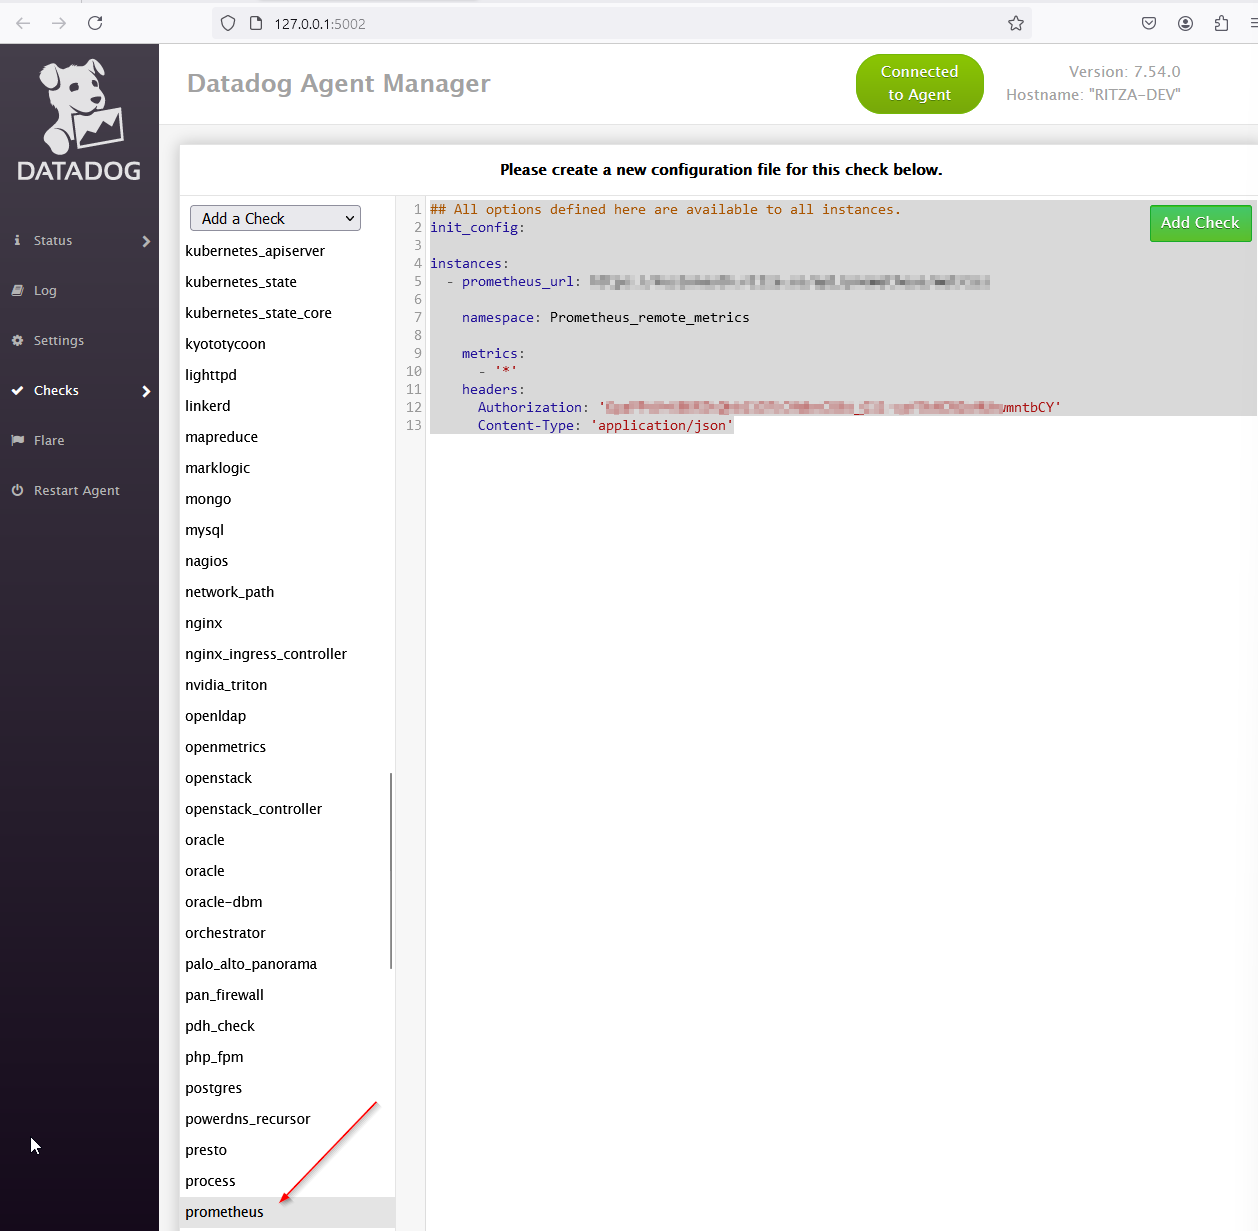 127.0.0.1:5002
DATADOG
Status
Log
Settings
Checks
Flare
Restart Agent
Datadog Agent Manager
Connected
to Agent
Version: 7.54.0
Hostname: "RITZA-DEV"
Please create a new configuration file for this check below.
Add a Check
kubernetes_apiserver
kubernetes_state
kubernetes_state_core
kyototycoon
lighttpd
linkerd
mapreduce
marklogic
mongo
mysql
nagios
network_path
nginx
nginx_ingress_controller
nvidia_triton
openldap
openmetrics
openstack
openstack_controller
oracle
oracle
oracle-dbm
orchestrator
palo_alto_panorama
pan_firewall
pdh_check
php_fpm
postgres
powerdns_recursor
presto
process
prometheus
1 ## All options defined here are available to all instances.
2 init_config:
3
4 instances:
5 - prometheus_url:
6
7 namespace: Prometheus_remote_metrics
8
9 metrics:
10 - '*'
11 headers:
12 Authorization: ' wmntbCY'
13 Content-Type: 'application/json'
Add Check